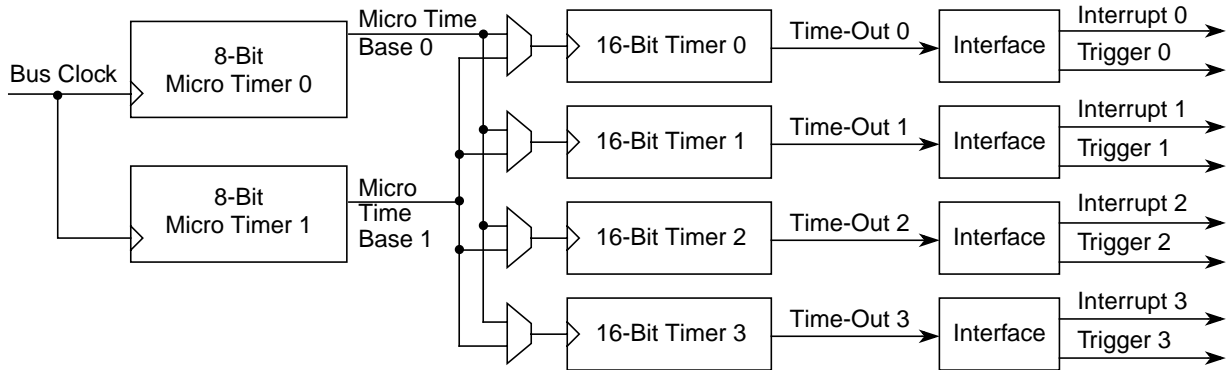 Bus Clock
8-Bit
Micro Timer 0
8-Bit
Micro Timer 1
Micro Time
Base 0
Micro
Time
Base 1
16-Bit Timer 0
Time-Out 0
Interface
Interrupt 0
Trigger 0
16-Bit Timer 1
Time-Out 1
Interface
Interrupt 1
Trigger 1
16-Bit Timer 2
Time-Out 2
Interface
Interrupt 2
Trigger 2
16-Bit Timer 3
Time-Out 3
Interface
Interrupt 3
Trigger 3